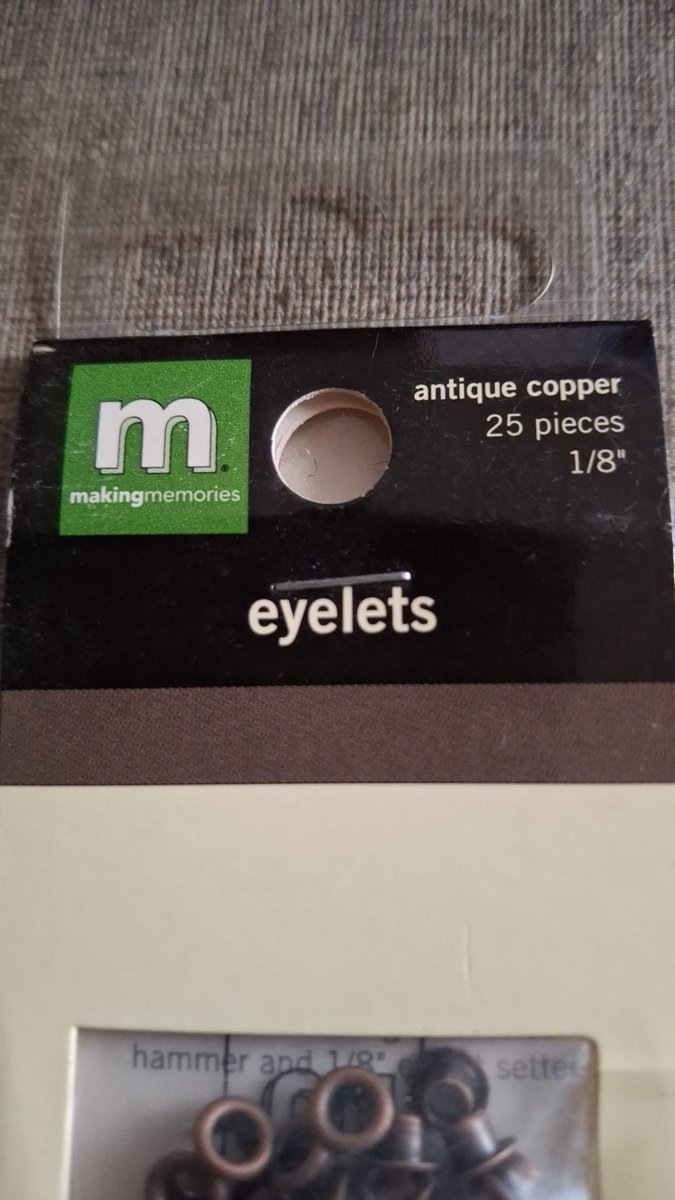 m
makingmemories
antique copper
25 pieces
1/8"
eyelets
hammer and 1/8"